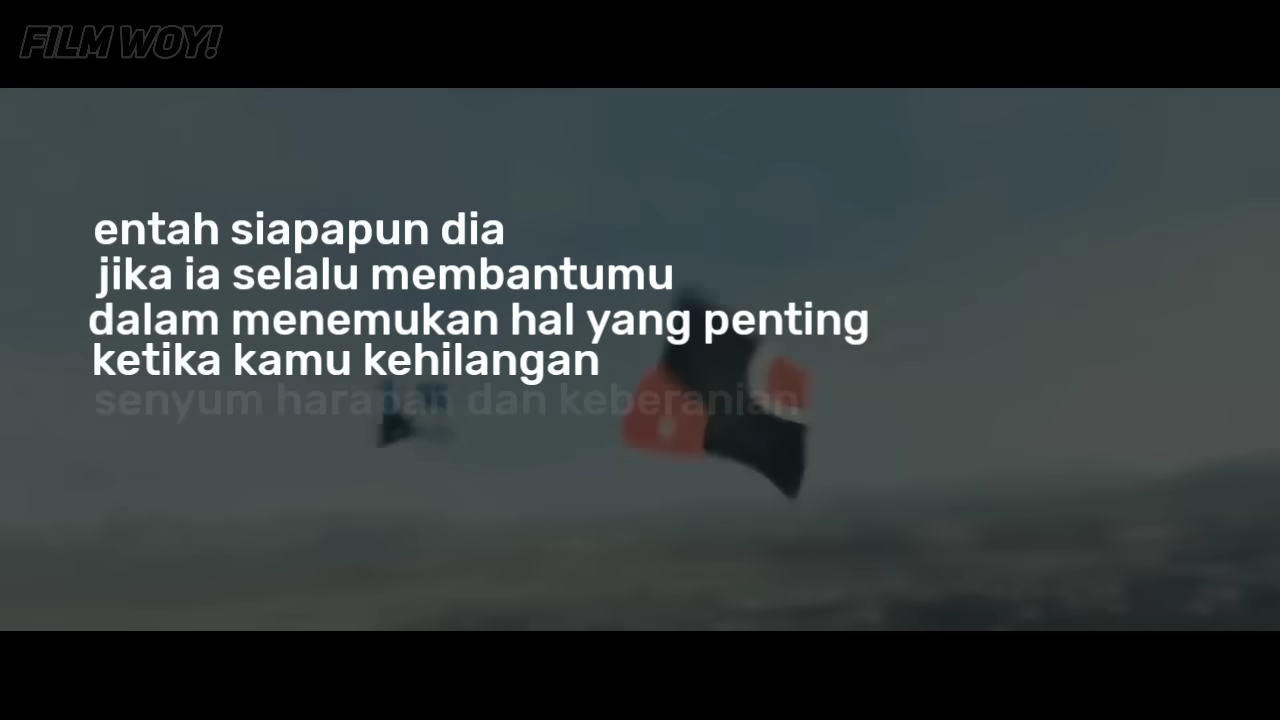 FILM WOY!
entah siapapun dia
jika ia selalu membantumu
dalam menemukan hal yang penting
ketika kamu kehilangan
senyum harapan dan keberanian